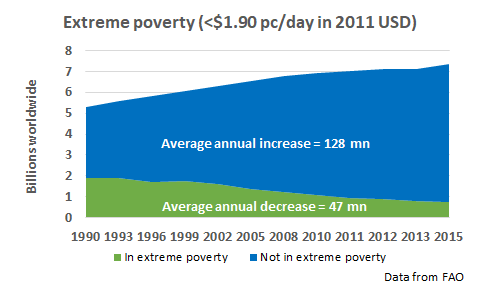 Extreme poverty (<$1.90 pc/day in 2011 USD)
8
7
6
5
4
3
2
1
0
Billions worldwide
Average annual increase = 128 mn
Average annual decrease = 47 mn
1990 1993 1996 1999 2002 2005 2008 2010 2011 2012 2013 2015
In extreme poverty Not in extreme poverty
Data from FAO